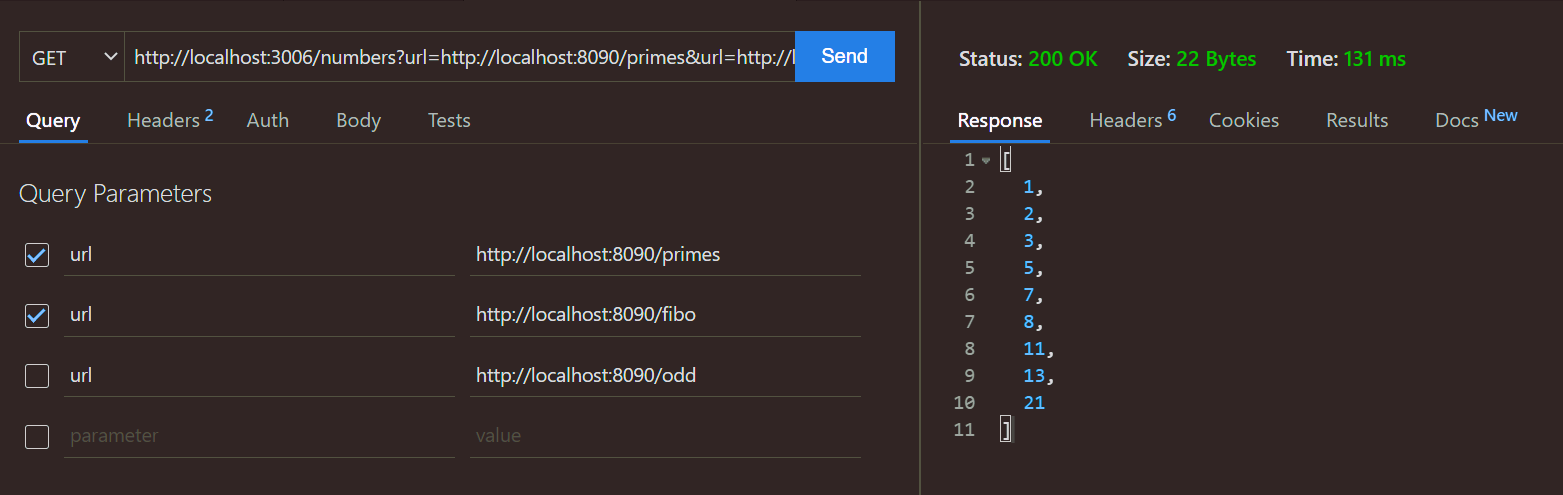 GET http://localhost:3006/numbers?url=http://localhost:8090/primes&url=http://l Send
Query Headers 2 Auth Body Tests
Query Parameters
url http://localhost:8090/primes
url http://localhost:8090/fibo
url http://localhost:8090/odd
parameter value
Status: 200 OK Size: 22 Bytes Time: 131 ms
Response Headers 6 Cookies Results Docs New
1 [
2 1,
3 2,
4 3,
5 5,
6 7,
7 8,
8 11,
9 13,
10 21
11 ]